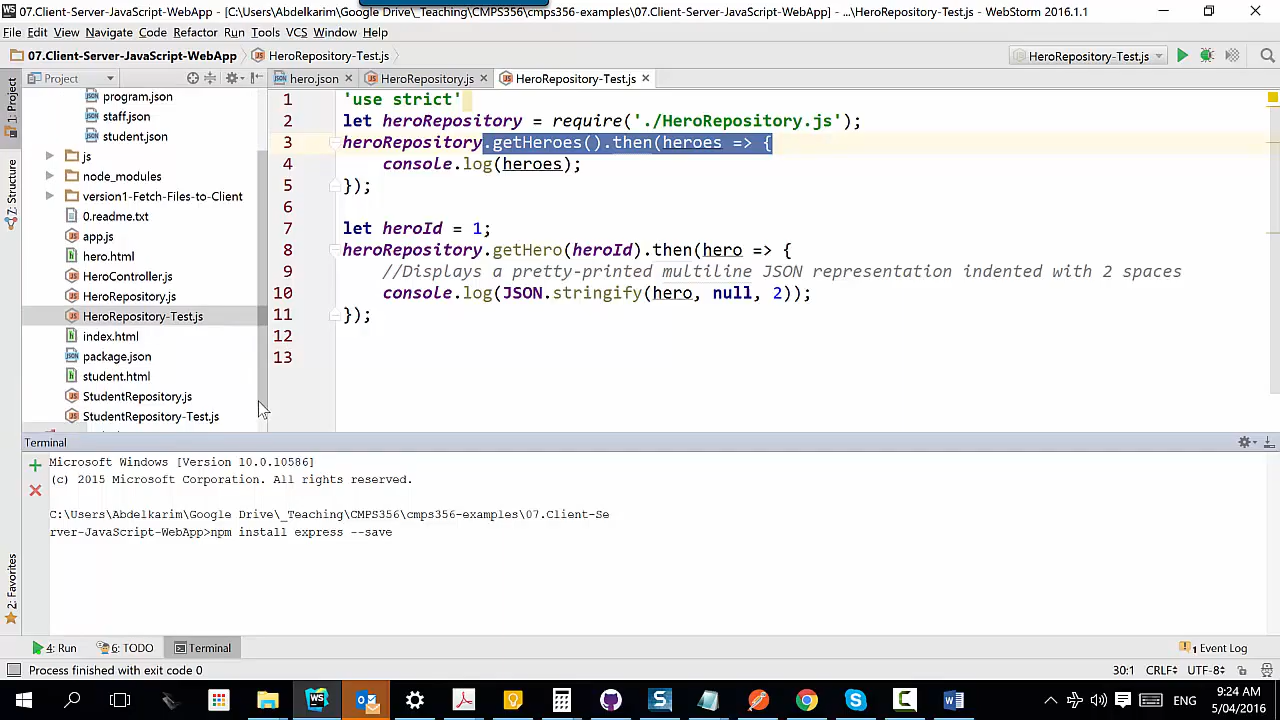 07.Client-Server-JavaScript-WebApp - [C:\Users\Abdelkarim\Google Drive\_Teaching\CMPS356\cmps356-examples\07.Client-Server-JavaScript-WebApp] - ...\HeroRepository-Test.js - WebStorm 2016.1.1
File Edit View Navigate Code Refactor Run Tools VCS Window Help
07.Client-Server-JavaScript-WebApp HeroRepository-Test.js HeroRepository-Test.js
1: Project
Z: Structure
2: Favorites
Project
program.json
staff.json
student.json
js
node_modules
version1-Fetch-Files-to-Client
0.readme.txt
app.js
hero.html
HeroController.js
HeroRepository.js
HeroRepository-Test.js
index.html
package.json
student.html
StudentRepository.js
StudentRepository-Test.js
hero.json HeroRepository.js HeroRepository-Test.js
1 'use strict'
2 let heroRepository = require('./HeroRepository.js');
3 heroRepository.getHeroes().then(heroes => {
4 console.log(heroes);
5 });
6
7 let heroId = 1;
8 heroRepository.getHero(heroId).then(hero => {
9 //Displays a pretty-printed multiline JSON representation indented with 2 spaces
10 console.log(JSON.stringify(hero, null, 2));
11 });
12
13
Terminal
Microsoft Windows [Version 10.0.10586]
(c) 2015 Microsoft Corporation. All rights reserved.
C:\Users\Abdelkarim\Google Drive\_Teaching\CMPS356\cmps356-examples\07.Client-Se
rver-JavaScript-WebApp>npm install express --save
4: Run 6: TODO Terminal 1 Event Log
Process finished with exit code 0 30:1 CRLF÷ UTF-8÷
ENG 9:24 AM
5/04/2016